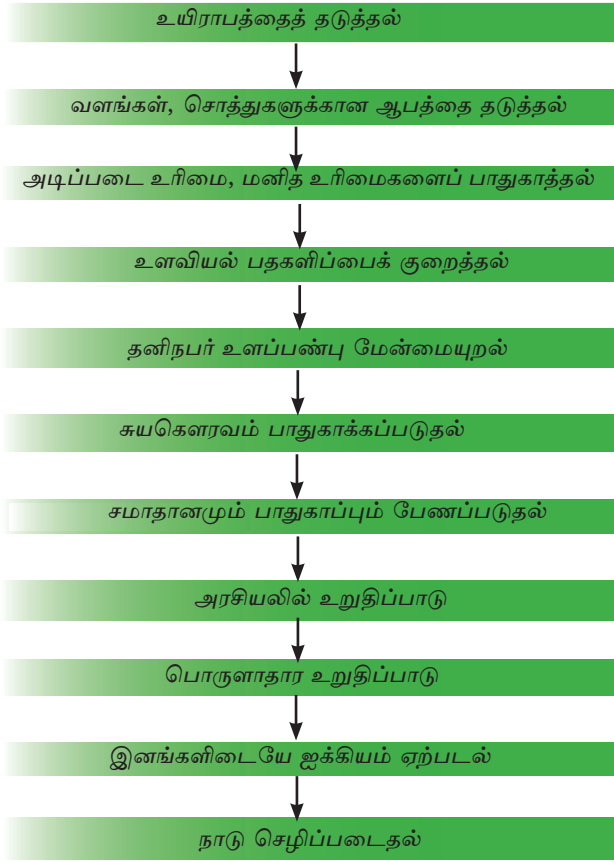 உயிராபத்தைத் தடுத்தல்
வளங்கள், சொத்துகளுக்கான ஆபத்தை தடுத்தல்
அடிப்படை உரிமை, மனித உரிமைகளைப் பாதுகாத்தல்
உளவியல் பதகளிப்பைக் குறைத்தல்
தனிநபர் உளப்பண்பு மேன்மையுறல்
சுயகௌரவம் பாதுகாக்கப்படுதல்
சமாதானமும் பாதுகாப்பும் பேணப்படுதல்
அரசியலில் உறுதிப்பாடு
பொருளாதார உறுதிப்பாடு
இனங்களிடையே ஐக்கியம் ஏற்படல்
நாடு செழிப்படைதல்